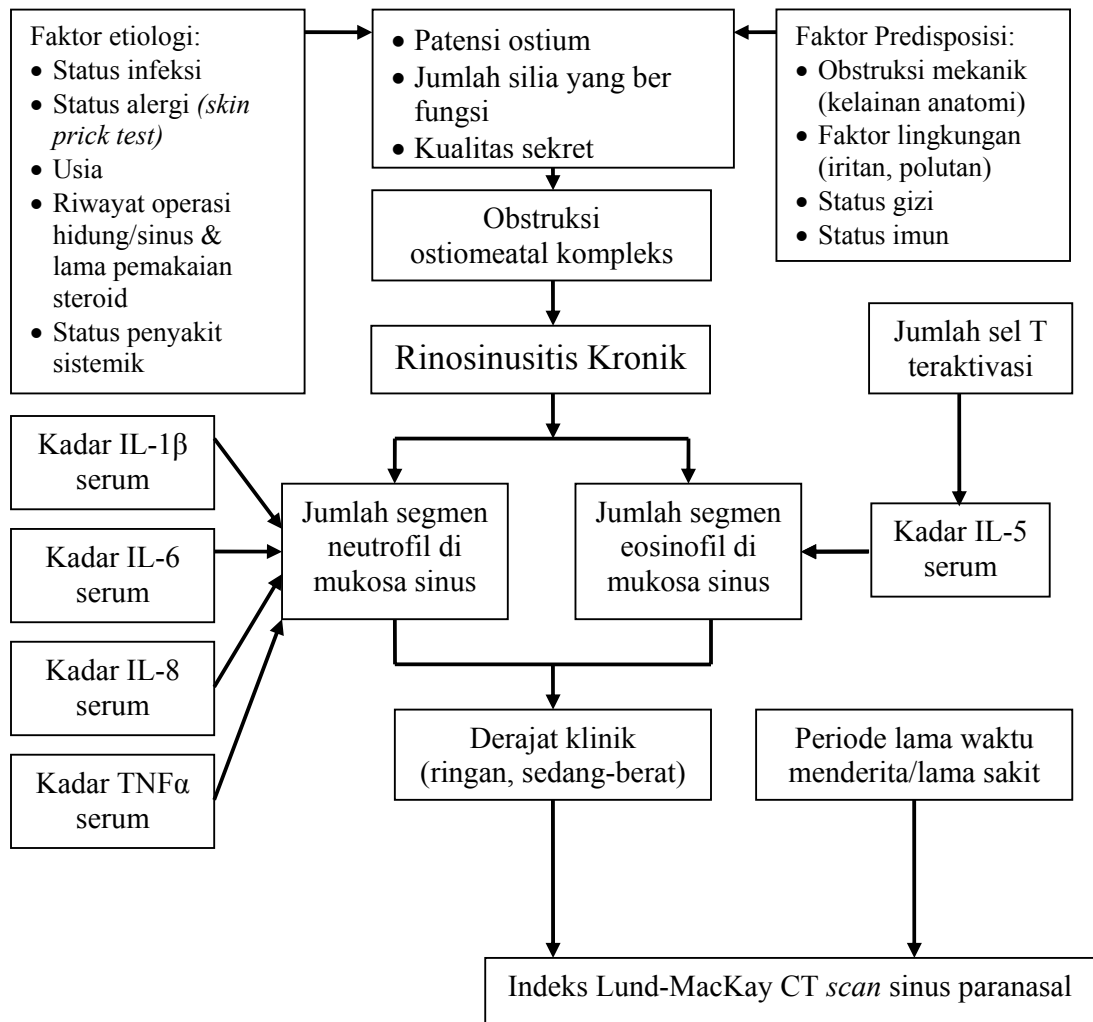 Faktor etiologi:
• Status infeksi
• Status alergi (skin
prick test)
• Usia
• Riwayat operasi
hidung/sinus &
lama pemakaian
steroid
• Status penyakit
sistemik
• Patensi ostium
• Jumlah silia yang ber
fungsi
• Kualitas sekret
Faktor Predisposisi:
• Obstruksi mekanik
(kelainan anatomi)
• Faktor lingkungan
(iritan, polutan)
• Status gizi
• Status imun
Obstruksi
ostiomeatal kompleks
Rinosinusitis Kronik
Jumlah sel T
teraktivasi
Kadar IL-1β
serum
Kadar IL-6
serum
Kadar IL-8
serum
Kadar TNFα
serum
Jumlah segmen
neutrofil di
mukosa sinus
Jumlah segmen
eosinofil di
mukosa sinus
Kadar IL-5
serum
Derajat klinik
(ringan, sedang-berat)
Periode lama waktu
menderita/lama sakit
Indeks Lund-MacKay CT scan sinus paranasal